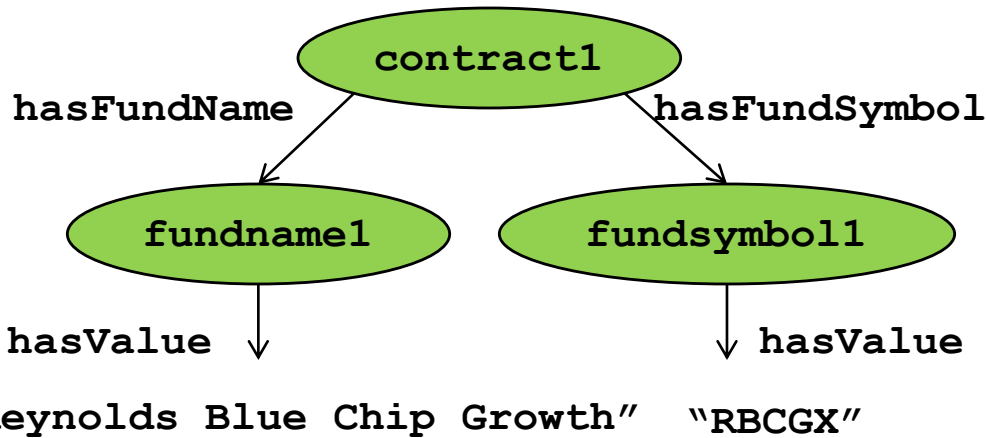 contract1
hasFundName hasFundSymbol
fundname1 fundsymbol1
hasValue hasValue
eynolds Blue Chip Growth” “RBCGX”